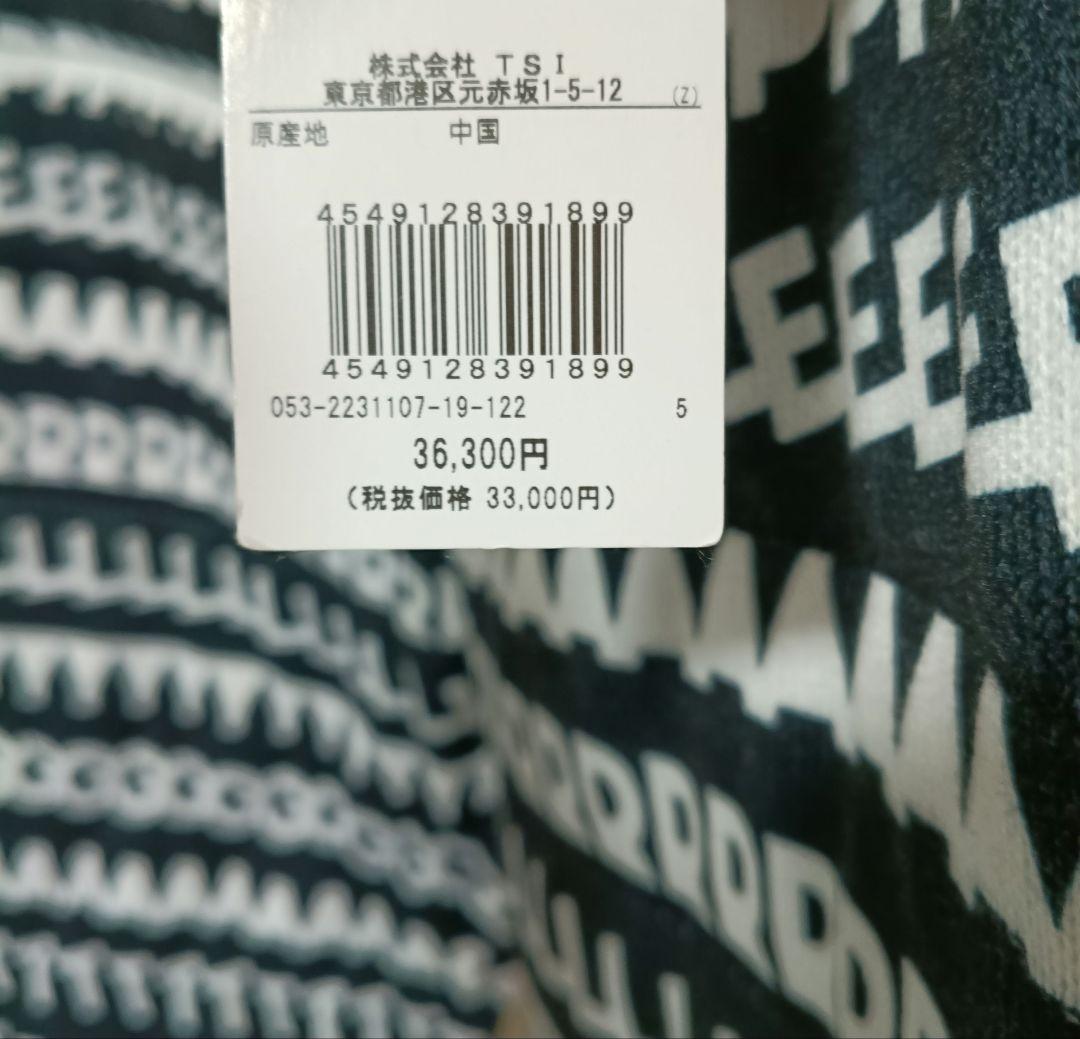 株式会社 TSI
東京都港区元赤坂1-5-12 (Z)
原産地 中国
4549128391899
4549128391899
053-2231107-19-122 5
36,300円
(税抜価格 33,000円)